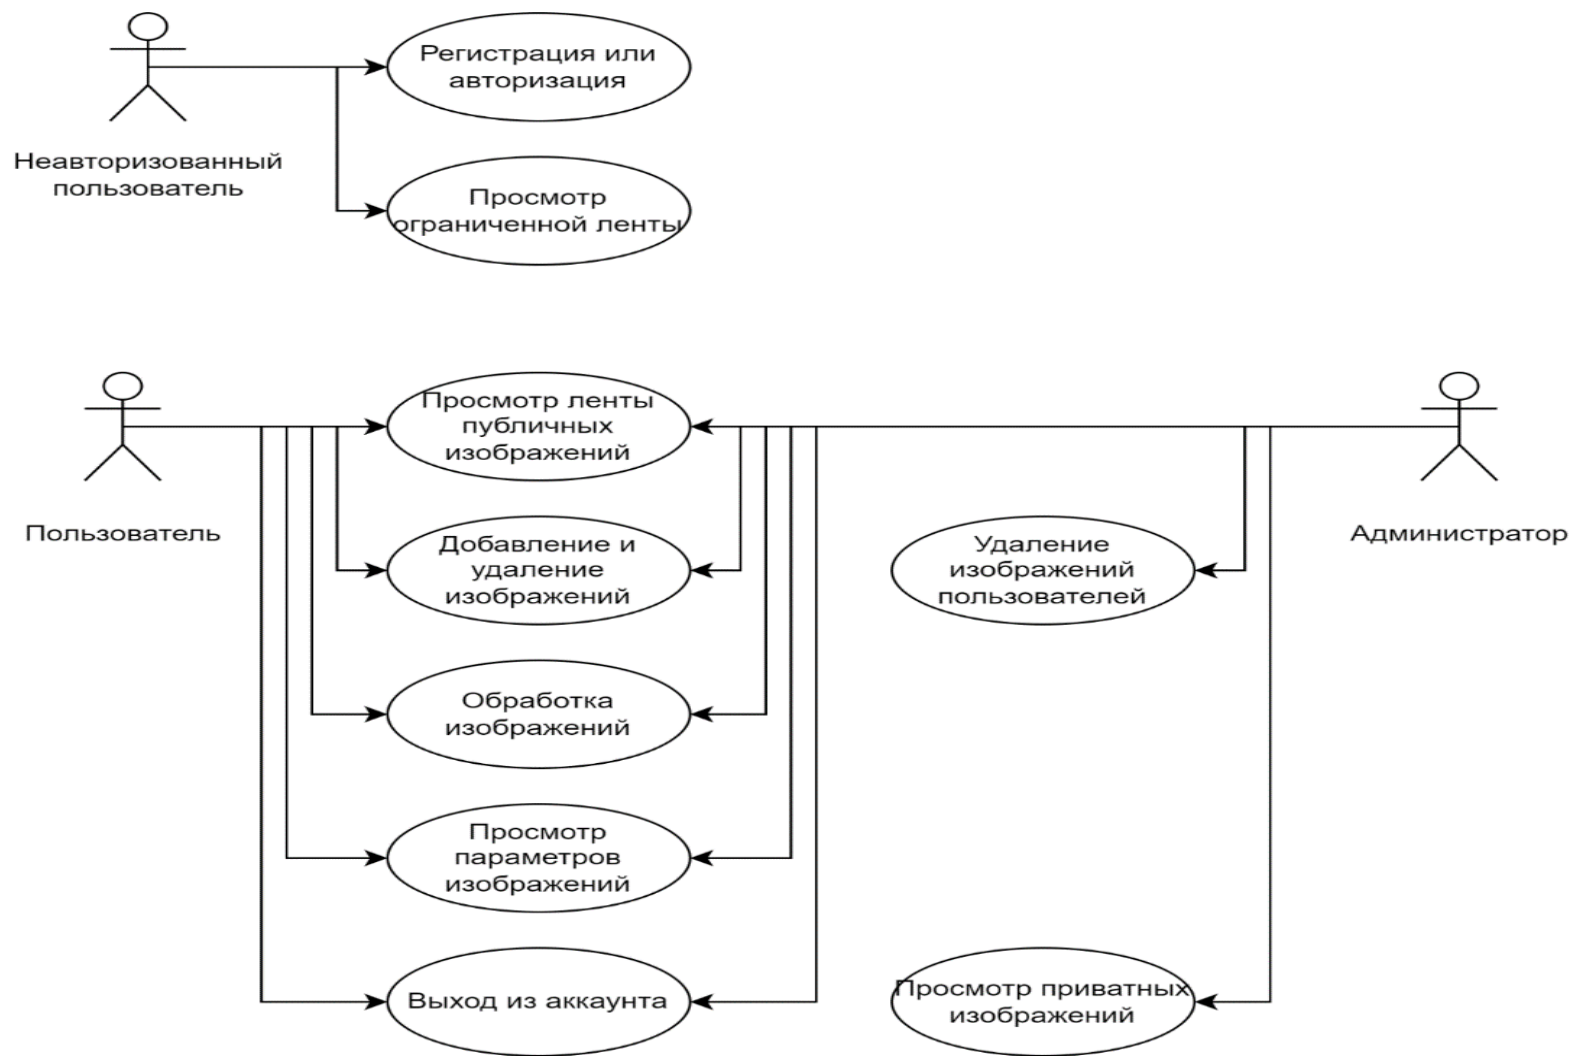 Регистрация или
авторизация
Неавторизованный
пользователь
Просмотр
ограниченной ленты
Просмотр ленты
публичных
изображений
Пользователь
Администратор
Добавление и
удаление
изображений
Удаление
изображений
пользователей
Обработка
изображений
Просмотр
параметров
изображений
Выход из аккаунта
Просмотр приватных
изображений